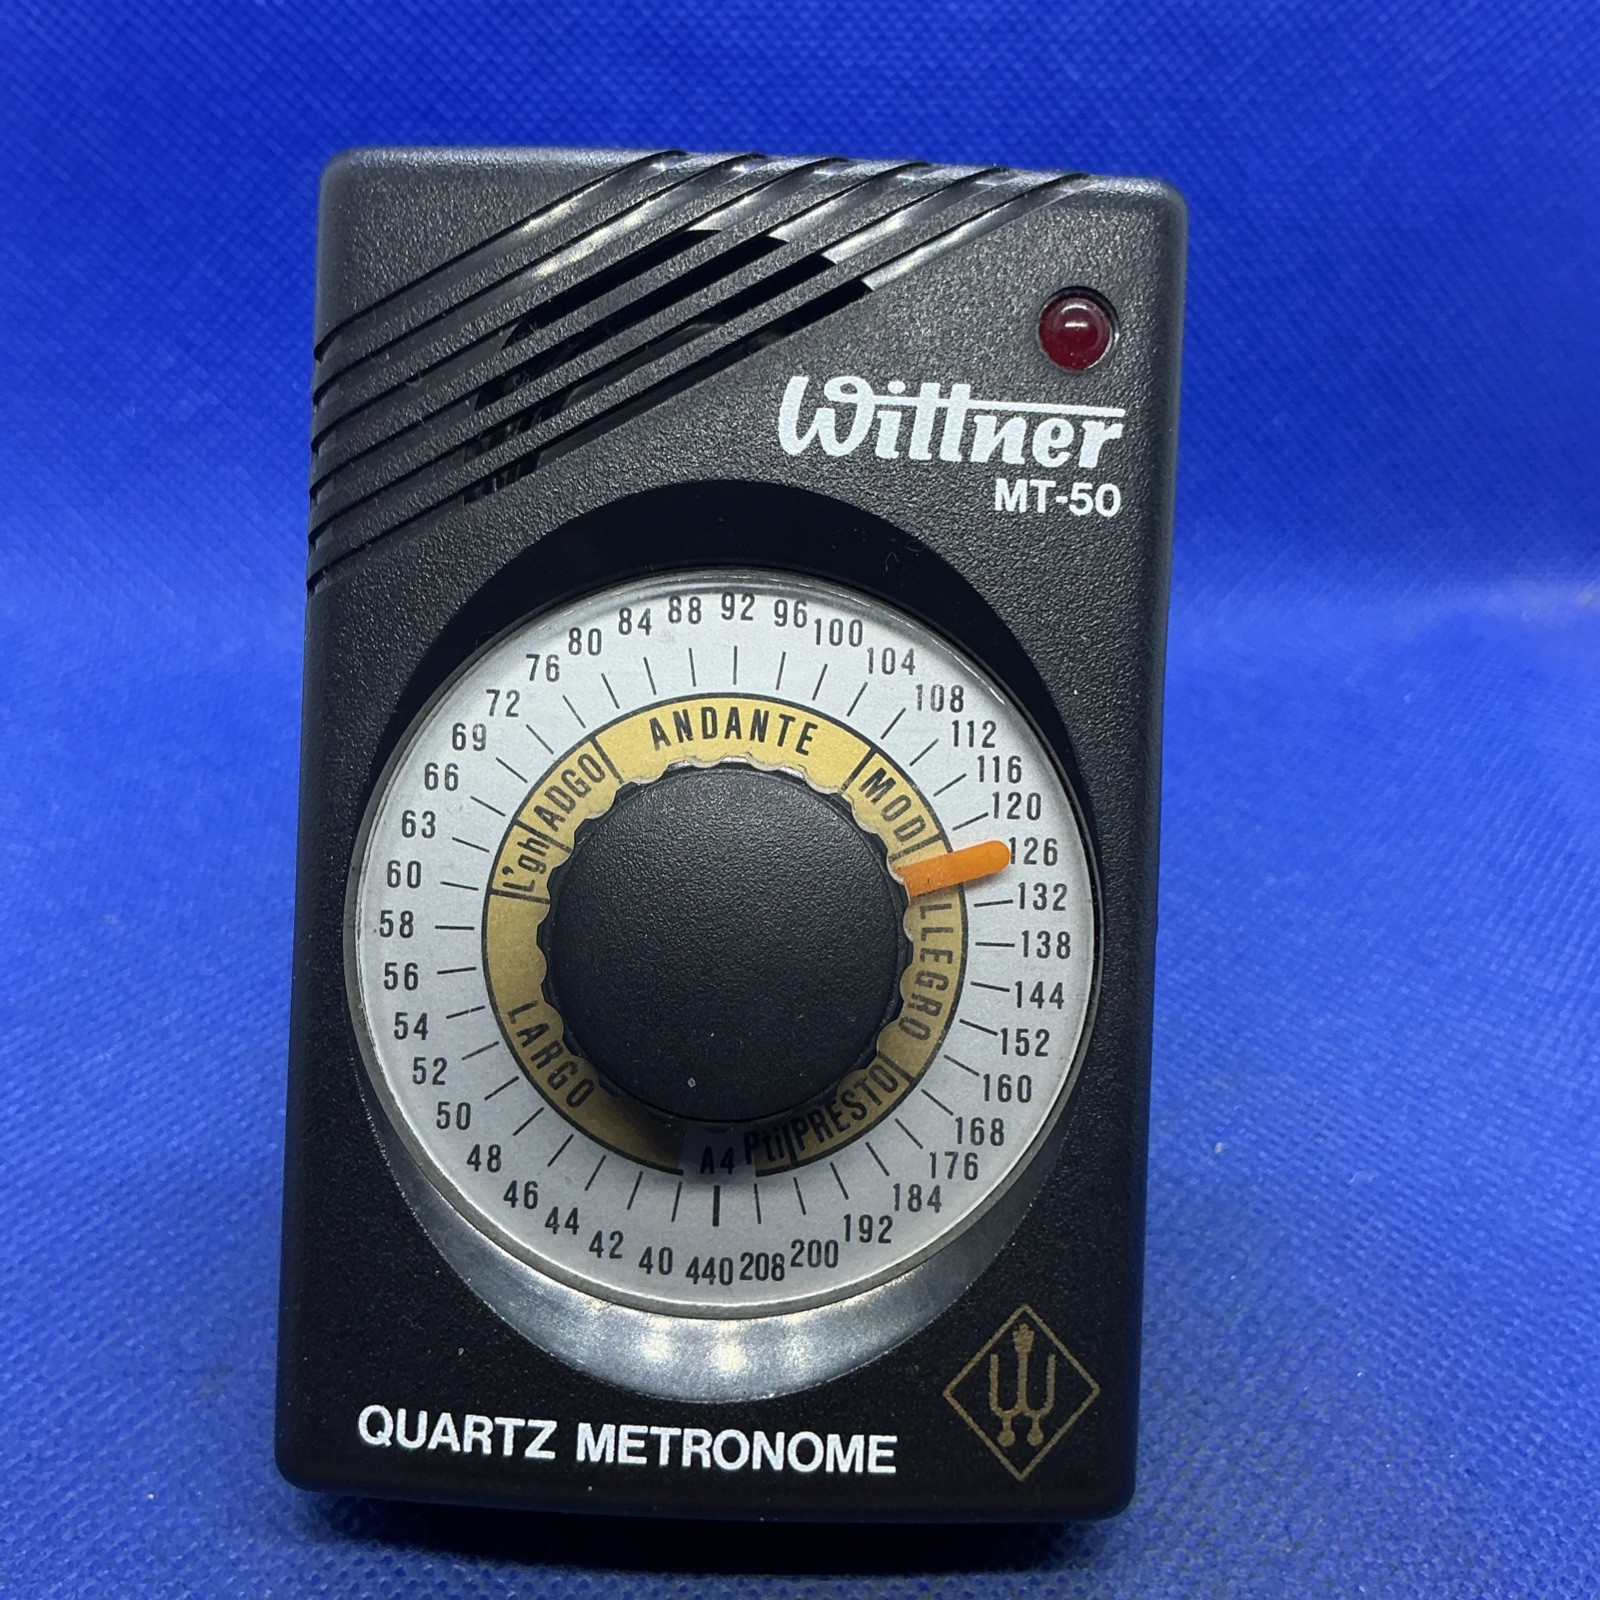 Wittner
MT-50
40 42 44 46 48 50 52 54 56 58 60 63 66 69 72 76 80 84 88 92 96 100 104 108 112 116 120 126 132 138 144 152 160 168 176 184 192 200 208 440
LARGO L'gh ADGO ANDANTE MOD LLEGRO PRESTO Pti A4
QUARTZ METRONOME